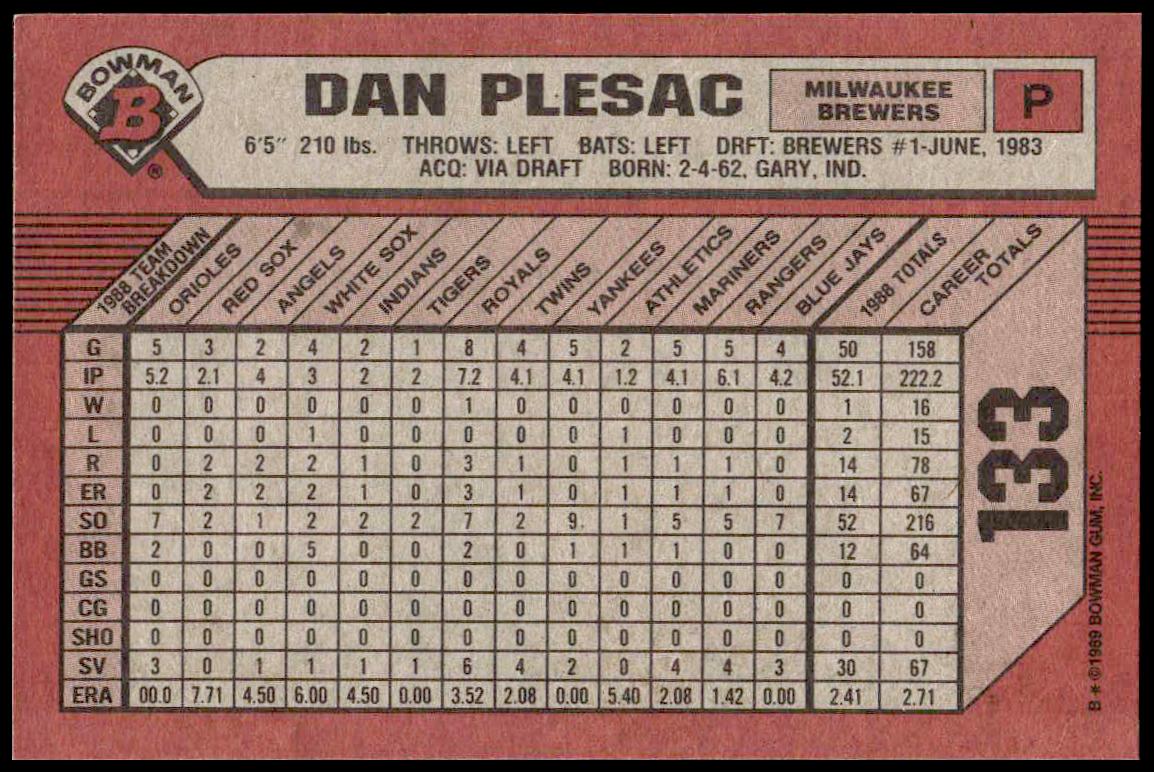 BOWMAN
B
®
DAN PLESAC
MILWAUKEE
BREWERS
P
6'5" 210 lbs. THROWS: LEFT BATS: LEFT DRFT: BREWERS #1-JUNE, 1983
ACQ: VIA DRAFT BORN: 2-4-62, GARY, IND.
1988 TEAM
BREAKDOWN
ORIOLES
RED SOX
ANGELS
WHITE SOX
INDIANS
TIGERS
ROYALS
TWINS
YANKEES
ATHLETICS
MARINERS
RANGERS
BLUE JAYS
1988 TOTALS
CAREER
TOTALS
G 5 3 2 4 2 1 8 4 5 2 5 5 4 50 158
IP 5.2 2.1 4 3 2 2 7.2 4.1 4.1 1.2 4.1 6.1 4.2 52.1 222.2
W 0 0 0 0 0 0 1 0 0 0 0 0 0 1 16
L 0 0 0 1 0 0 0 0 0 1 0 0 0 2 15
R 0 2 2 2 1 0 3 1 0 1 1 1 0 14 78
ER 0 2 2 2 1 0 3 1 0 1 1 1 0 14 67
SO 7 2 1 2 2 2 7 2 9 1 5 5 7 52 216
BB 2 0 0 5 0 0 2 0 1 1 1 0 0 12 64
GS 0 0 0 0 0 0 0 0 0 0 0 0 0 0 0
CG 0 0 0 0 0 0 0 0 0 0 0 0 0 0 0
SHO 0 0 0 0 0 0 0 0 0 0 0 0 0 0 0
SV 3 0 1 1 1 1 6 4 2 0 4 4 3 30 67
ERA 00.0 7.71 4.50 6.00 4.50 0.00 3.52 2.08 0.00 5.40 2.08 1.42 0.00 2.41 2.71
133
B*©1989 BOWMAN GUM, INC.